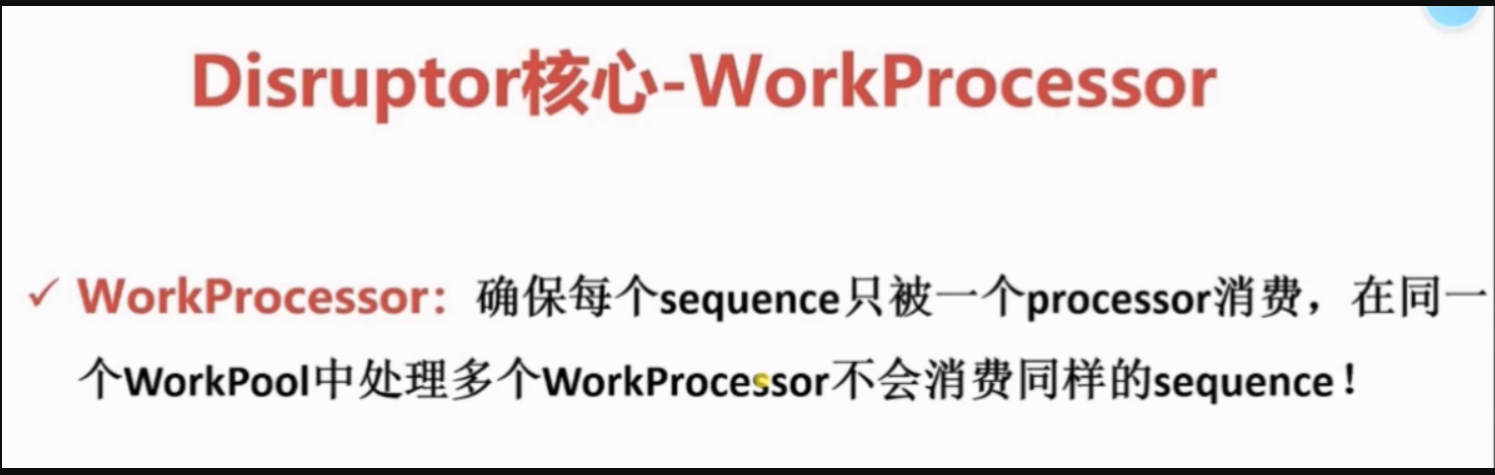 Disruptor核心-WorkProcessor
✓ WorkProcessor：确保每个sequence只被一个processor消费，在同一
个WorkPool中处理多个WorkProcessor不会消费同样的sequence！